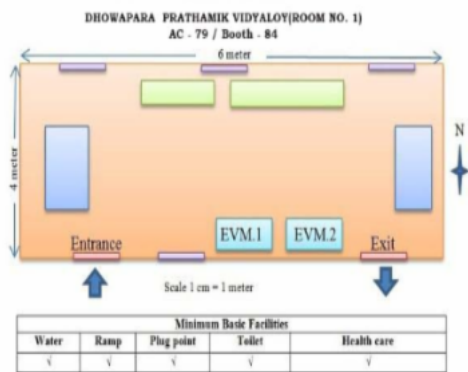 DHOWAPARA PRATHAMIK VIDYALOY(ROOM NO. 1)
AC - 79 / Booth - 84
6 meter
4 meter
N
EVM.1 EVM.2
Entrance Exit
Scale 1 cm = 1 meter
Minimum Basic Facilities
Water Ramp Plug point Toilet Health care
√ √ √ √ √